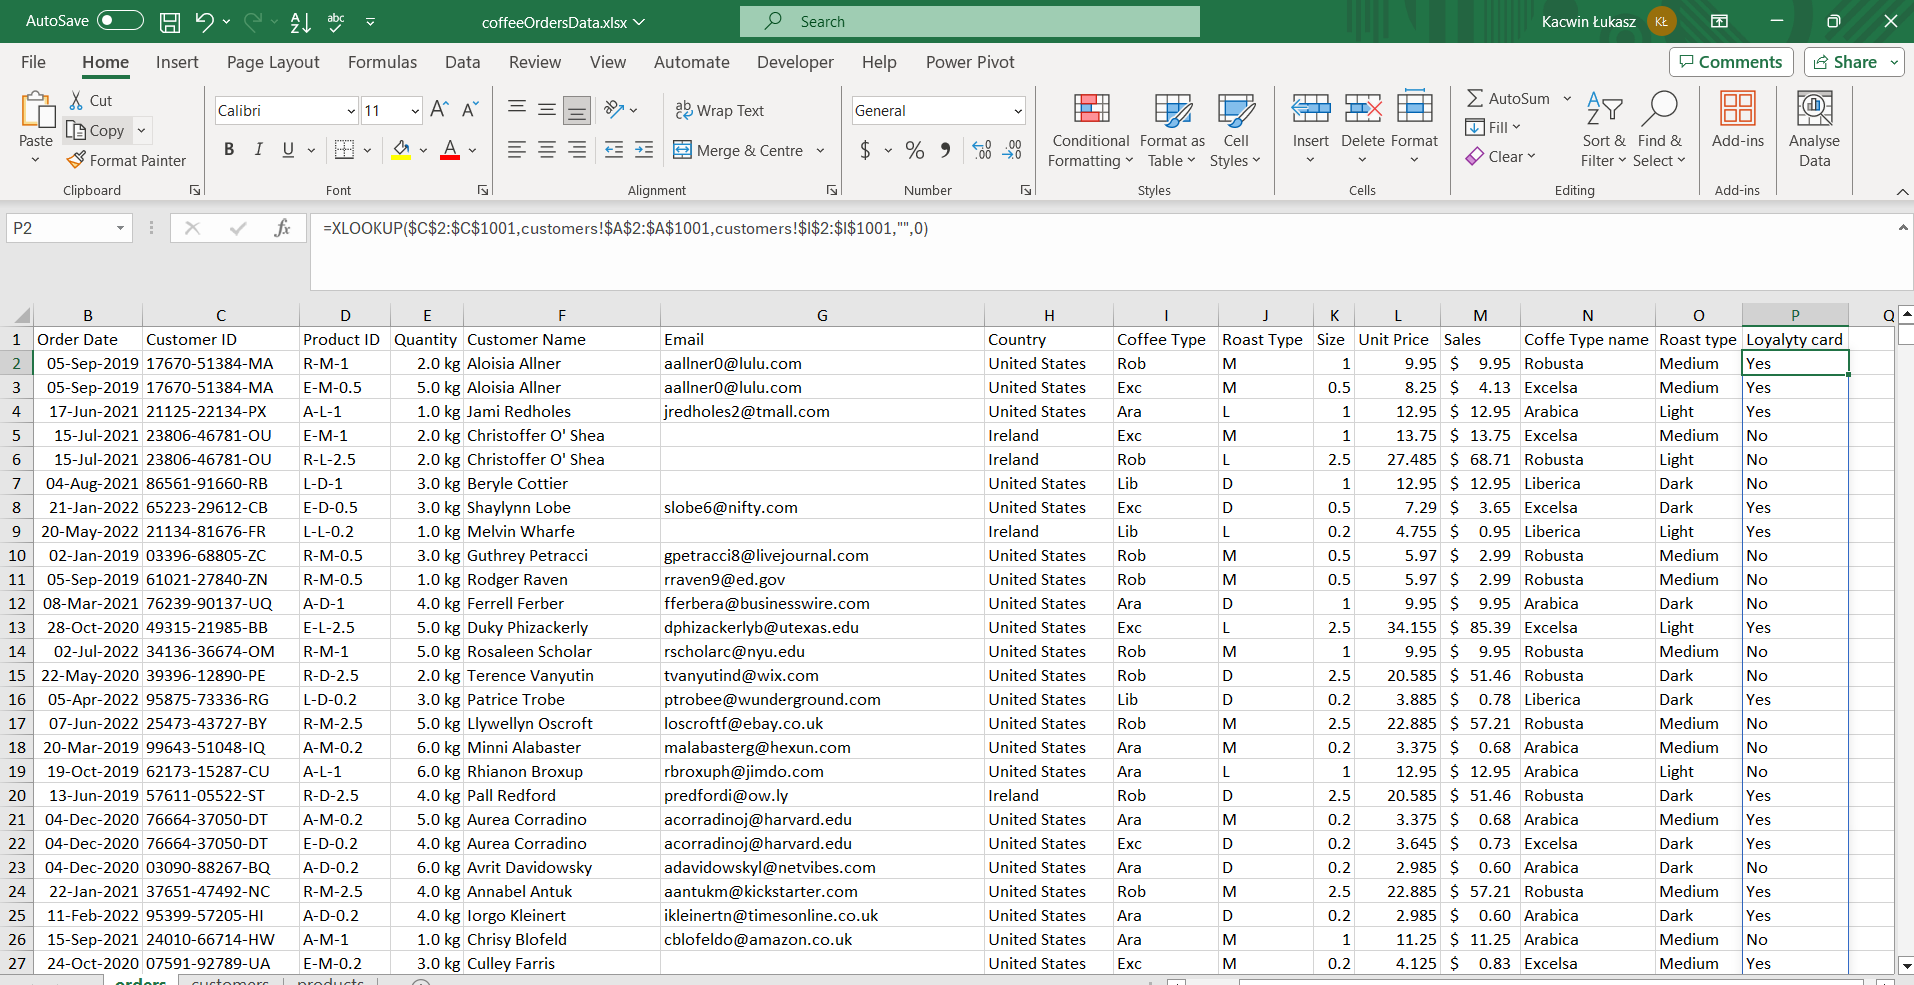 AutoSave
coffeeOrdersData.xlsx
Search
Kacwin Łukasz
KŁ
File Home Insert Page Layout Formulas Data Review View Automate Developer Help Power Pivot
Comments
Share
Paste
Cut
Copy
Format Painter
Clipboard
Calibri 11
B I U
Font
Wrap Text
Merge & Centre
Alignment
General
$ % 9 .00 .00
Number
Conditional Formatting
Format as Table
Cell Styles
Styles
Insert Delete Format
Cells
AutoSum
Fill
Clear
Sort & Filter
Find & Select
Editing
Add-ins
Add-ins
Analyse Data
P2
fx
=XLOOKUP($C$2:$C$1001,customers!$A$2:$A$1001,customers!$I$2:$I$1001,"",0)
B C D E F G H I J K L M N O P Q
1 Order Date Customer ID Product ID Quantity Customer Name Email Country Coffee Type Roast Type Size Unit Price Sales Coffe Type name Roast type Loyalyty card
2 05-Sep-2019 17670-51384-MA R-M-1 2.0 kg Aloisia Allner aallner0@lulu.com United States Rob M 1 9.95 $ 9.95 Robusta Medium Yes
3 05-Sep-2019 17670-51384-MA E-M-0.5 5.0 kg Aloisia Allner aallner0@lulu.com United States Exc M 0.5 8.25 $ 4.13 Excelsa Medium Yes
4 17-Jun-2021 21125-22134-PX A-L-1 1.0 kg Jami Redholes jredholes2@tmall.com United States Ara L 1 12.95 $ 12.95 Arabica Light Yes
5 15-Jul-2021 23806-46781-OU E-M-1 2.0 kg Christoffer O' Shea Ireland Exc M 1 13.75 $ 13.75 Excelsa Medium No
6 15-Jul-2021 23806-46781-OU R-L-2.5 2.0 kg Christoffer O' Shea Ireland Rob L 2.5 27.485 $ 68.71 Robusta Light No
7 04-Aug-2021 86561-91660-RB L-D-1 3.0 kg Beryle Cottier United States Lib D 1 12.95 $ 12.95 Liberica Dark No
8 21-Jan-2022 65223-29612-CB E-D-0.5 3.0 kg Shaylynn Lobe slobe6@nifty.com United States Exc D 0.5 7.29 $ 3.65 Excelsa Dark Yes
9 20-May-2022 21134-81676-FR L-L-0.2 1.0 kg Melvin Wharfe Ireland Lib L 0.2 4.755 $ 0.95 Liberica Light Yes
10 02-Jan-2019 03396-68805-ZC R-M-0.5 3.0 kg Guthrey Petracci gpetracci8@livejournal.com United States Rob M 0.5 5.97 $ 2.99 Robusta Medium No
11 05-Sep-2019 61021-27840-ZN R-M-0.5 1.0 kg Rodger Raven rraven9@ed.gov United States Rob M 0.5 5.97 $ 2.99 Robusta Medium No
12 08-Mar-2021 76239-90137-UQ A-D-1 4.0 kg Ferrell Ferber fferbera@businesswire.com United States Ara D 1 9.95 $ 9.95 Arabica Dark No
13 28-Oct-2020 49315-21985-BB E-L-2.5 5.0 kg Duky Phizackerly dphizackerlyb@utexas.edu United States Exc L 2.5 34.155 $ 85.39 Excelsa Light Yes
14 02-Jul-2022 34136-36674-OM R-M-1 5.0 kg Rosaleen Scholar rscholarc@nyu.edu United States Rob M 1 9.95 $ 9.95 Robusta Medium No
15 22-May-2020 39396-12890-PE R-D-2.5 2.0 kg Terence Vanyutin tvanyutind@wix.com United States Rob D 2.5 20.585 $ 51.46 Robusta Dark No
16 05-Apr-2022 95875-73336-RG L-D-0.2 3.0 kg Patrice Trobe ptrobee@wunderground.com United States Lib D 0.2 3.885 $ 0.78 Liberica Dark Yes
17 07-Jun-2022 25473-43727-BY R-M-2.5 5.0 kg Llywellyn Oscroft loscroftf@ebay.co.uk United States Rob M 2.5 22.885 $ 57.21 Robusta Medium No
18 20-Mar-2019 99643-51048-IQ A-M-0.2 6.0 kg Minni Alabaster malabasterg@hexun.com United States Ara M 0.2 3.375 $ 0.68 Arabica Medium No
19 19-Oct-2019 62173-15287-CU A-L-1 6.0 kg Rhianon Broxup rbroxuph@jimdo.com United States Ara L 1 12.95 $ 12.95 Arabica Light No
20 13-Jun-2019 57611-05522-ST R-D-2.5 4.0 kg Pall Redford predfordi@ow.ly Ireland Rob D 2.5 20.585 $ 51.46 Robusta Dark Yes
21 04-Dec-2020 76664-37050-DT A-M-0.2 5.0 kg Aurea Corradino acorradinoj@harvard.edu United States Ara M 0.2 3.375 $ 0.68 Arabica Medium Yes
22 04-Dec-2020 76664-37050-DT E-D-0.2 4.0 kg Aurea Corradino acorradinoj@harvard.edu United States Exc D 0.2 3.645 $ 0.73 Excelsa Dark Yes
23 04-Dec-2020 03090-88267-BQ A-D-0.2 6.0 kg Avrit Davidowsky adavidowskyl@netvibes.com United States Ara D 0.2 2.985 $ 0.60 Arabica Dark No
24 22-Jan-2021 37651-47492-NC R-M-2.5 4.0 kg Annabel Antuk aantukm@kickstarter.com United States Rob M 2.5 22.885 $ 57.21 Robusta Medium Yes
25 11-Feb-2022 95399-57205-HI A-D-0.2 4.0 kg Iorgo Kleinert ikleinertn@timesonline.co.uk United States Ara D 0.2 2.985 $ 0.60 Arabica Dark Yes
26 15-Sep-2021 24010-66714-HW A-M-1 1.0 kg Chrisy Blofeld cblofeldo@amazon.co.uk United States Ara M 1 11.25 $ 11.25 Arabica Medium No
27 24-Oct-2020 07591-92789-UA E-M-0.2 3.0 kg Culley Farris United States Exc M 0.2 4.125 $ 0.83 Excelsa Medium Yes
orders customers products